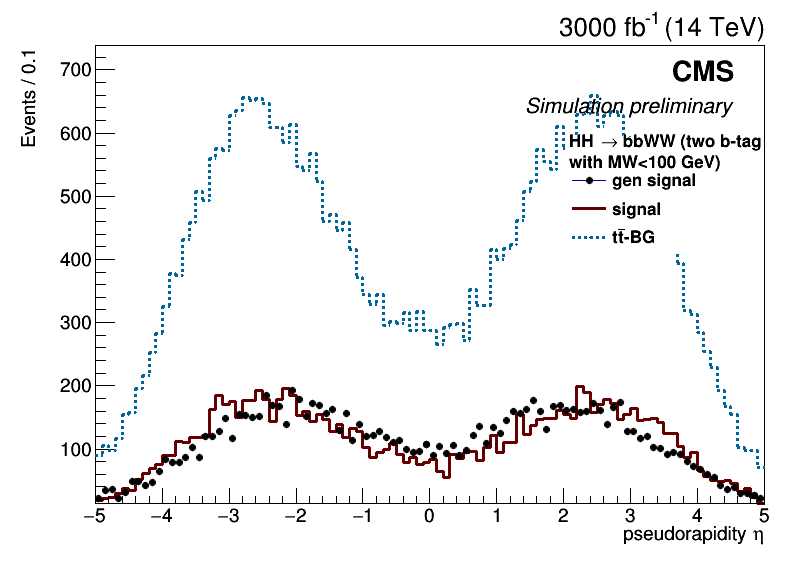 3000 fb⁻¹ (14 TeV)
Events / 0.1
700
600
500
400
300
200
100
CMS
Simulation preliminary
HH → bbWW (two b-tag
with MW<100 GeV)
gen signal
signal
tt̄-BG
−5 −4 −3 −2 −1 0 1 2 3 4 5
pseudorapidity η